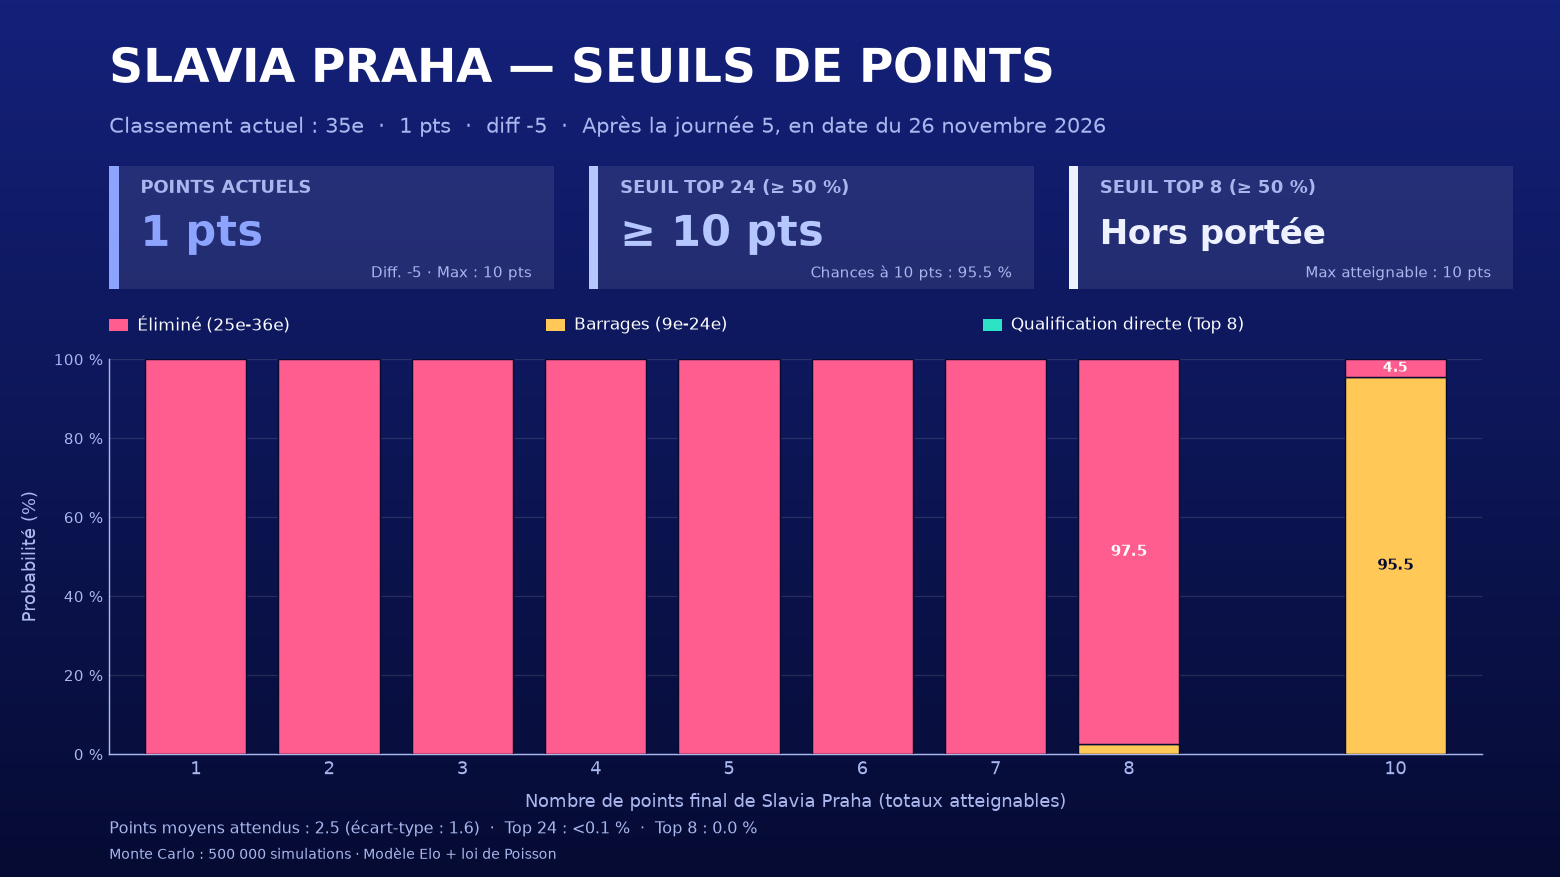 SLAVIA PRAHA — SEUILS DE POINTS
Classement actuel : 35e · 1 pts · diff -5 · Après la journée 5, en date du 26 novembre 2026
POINTS ACTUELS
1 pts
Diff. -5 · Max : 10 pts
SEUIL TOP 24 (≥ 50 %)
≥ 10 pts
Chances à 10 pts : 95.5 %
SEUIL TOP 8 (≥ 50 %)
Hors portée
Max atteignable : 10 pts
Éliminé (25e-36e)
Barrages (9e-24e)
Qualification directe (Top 8)
100 %
80 %
60 %
40 %
20 %
0 %
Probabilité (%)
97.5
4.5
95.5
1 2 3 4 5 6 7 8 10
Nombre de points final de Slavia Praha (totaux atteignables)
Points moyens attendus : 2.5 (écart-type : 1.6) · Top 24 : <0.1 % · Top 8 : 0.0 %
Monte Carlo : 500 000 simulations · Modèle Elo + loi de Poisson